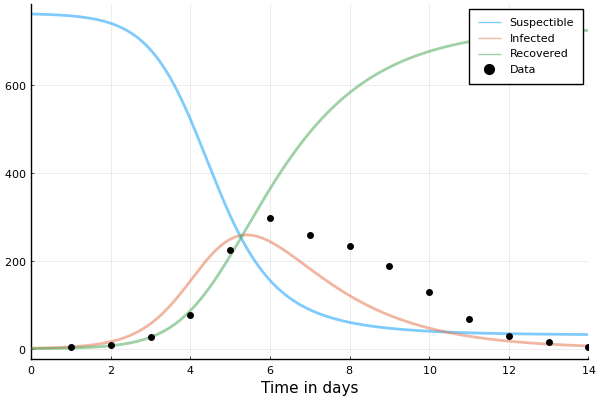 Suspectible
Infected
Recovered
Data
600
400
200
0
0 2 4 6 8 10 12 14
Time in days